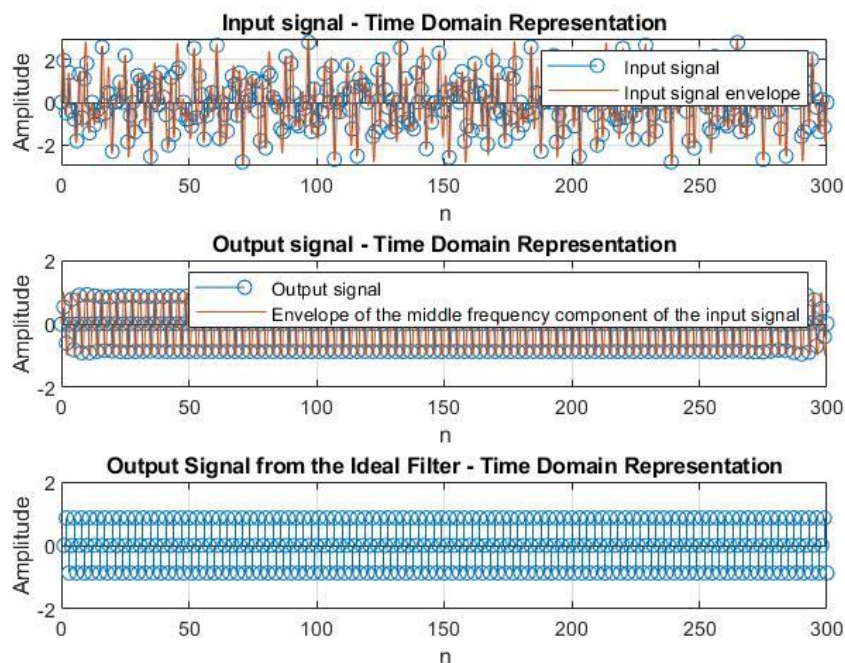 Input signal - Time Domain Representation
Amplitude
2
0
-2
Input signal
Input signal envelope
0 50 100 150 200 250 300
n
Output signal - Time Domain Representation
Amplitude
2
0
-2
Output signal
Envelope of the middle frequency component of the input signal
0 50 100 150 200 250 300
n
Output Signal from the Ideal Filter - Time Domain Representation
Amplitude
2
0
-2
0 50 100 150 200 250 300
n